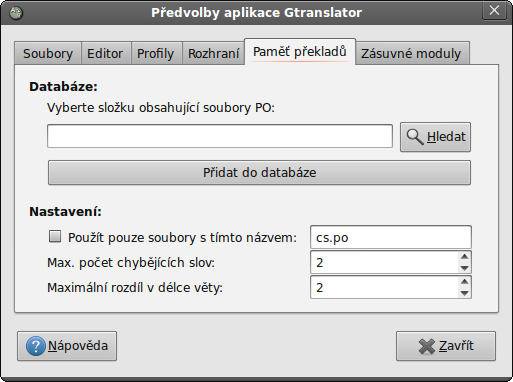 Předvolby aplikace Gtranslator
Soubory Editor Profily Rozhraní Paměť překladů Zásuvné moduly
Databáze:
Vyberte složku obsahující soubory PO:
Hledat
Přidat do databáze
Nastavení:
Použít pouze soubory s tímto názvem: cs.po
Max. počet chybějících slov: 2
Maximální rozdíl v délce věty: 2
Nápověda Zavřít